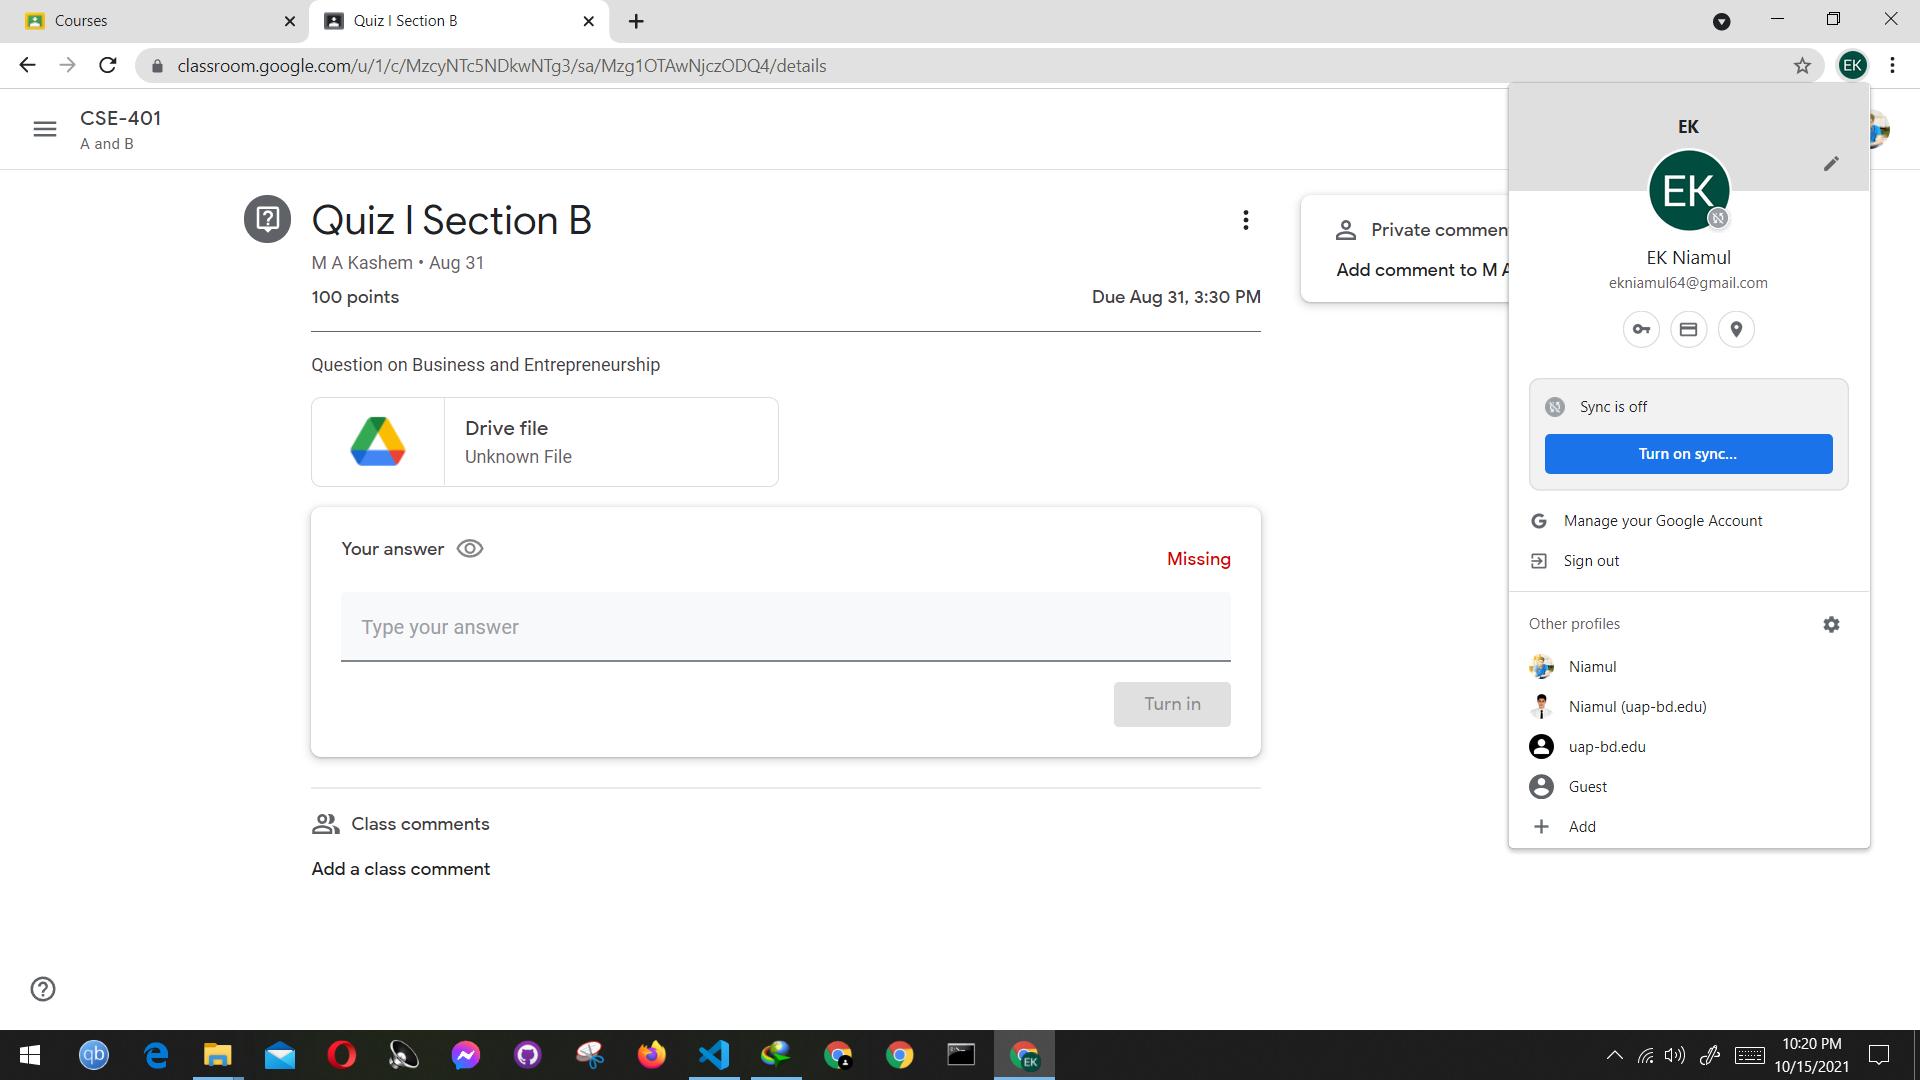 Courses
Quiz I Section B
classroom.google.com/u/1/c/MzcyNTc5NDkwNTg3/sa/Mzg1OTAwNjczODQ4/details
EK
CSE-401
A and B
Quiz I Section B
M A Kashem • Aug 31
100 points
Due Aug 31, 3:30 PM
Question on Business and Entrepreneurship
Drive file
Unknown File
Your answer
Missing
Type your answer
Turn in
Class comments
Add a class comment
Private commen
Add comment to M A
EK
EK
EK Niamul
ekniamul64@gmail.com
Sync is off
Turn on sync...
Manage your Google Account
Sign out
Other profiles
Niamul
Niamul (uap-bd.edu)
uap-bd.edu
Guest
Add
qb
EK
10:20 PM
10/15/2021